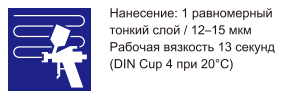 Нанесение: 1 равномерный
тонкий слой / 12–15 мкм
Рабочая вязкость 13 секунд
(DIN Cup 4 при 20°C)